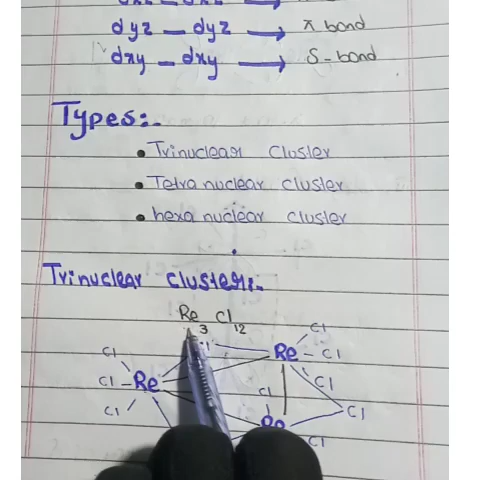 dyz — dyz → π bond
dxy — dxy → δ-bond
Types:-
• Trinuclear cluster
• Tetra nuclear cluster
• hexa nuclear cluster
Trinuclear cluster:-
Re3 Cl12
Cl
Cl Re – Cl
Cl – Re Cl
Cl Cl Cl
Cl